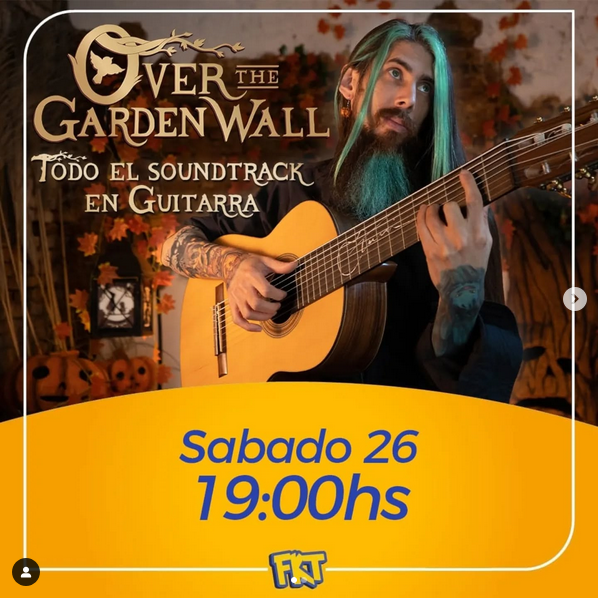 OVER THE
GARDEN WALL
TODO EL SOUNDTRACK
EN GUITARRA
Sabado 26
19:00hs
FKT